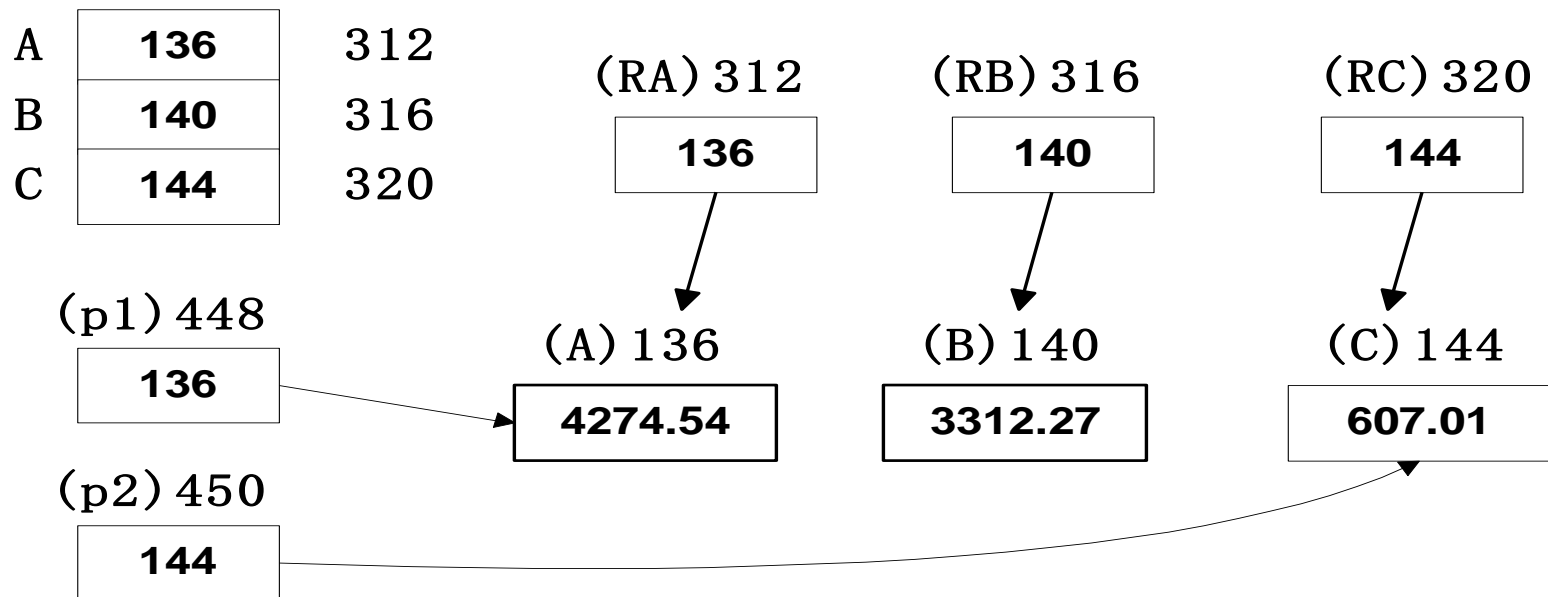 A 136 312
B 140 316
C 144 320
(RA)312 (RB)316 (RC)320
136 140 144
(p1)448
136
(A)136 (B)140 (C)144
4274.54 3312.27 607.01
(p2)450
144